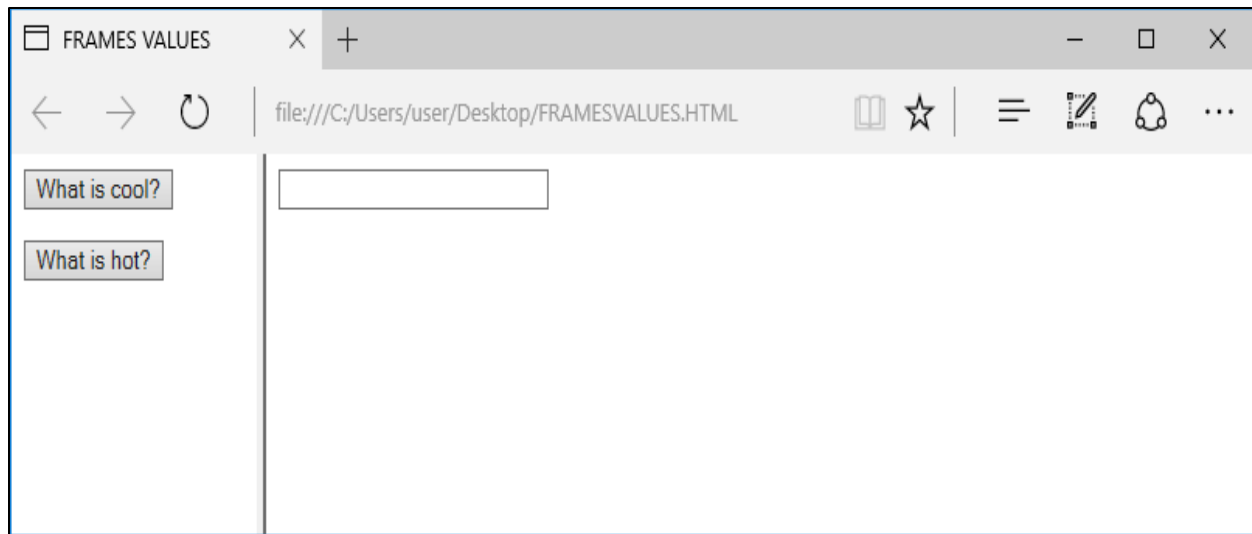 FRAMES VALUES
file:///C:/Users/user/Desktop/FRAMESVALUES.HTML
What is cool?
What is hot?